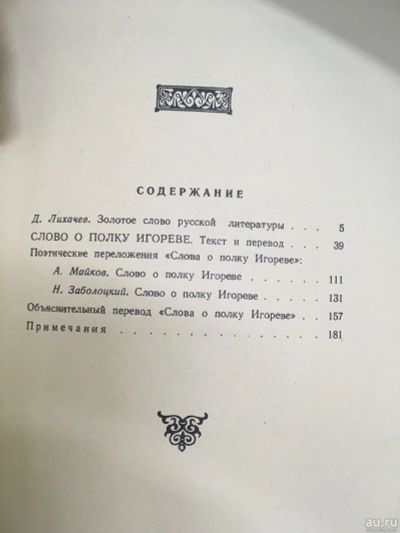 СОДЕРЖАНИЕ
Д. Лихачев. Золотое слово русской литературы . . . 5
СЛОВО О ПОЛКУ ИГОРЕВЕ. Текст и перевод . . . 39
Поэтические переложения «Слова о полку Игореве»:
А. Майков. Слово о полку Игореве . . . . . 111
Н. Заболоцкий. Слово о полку Игореве . . . . 131
Объяснительный перевод «Слова о полку Игореве» . . 157
Примечания . . . . . . . . . . . . 181
au.ru